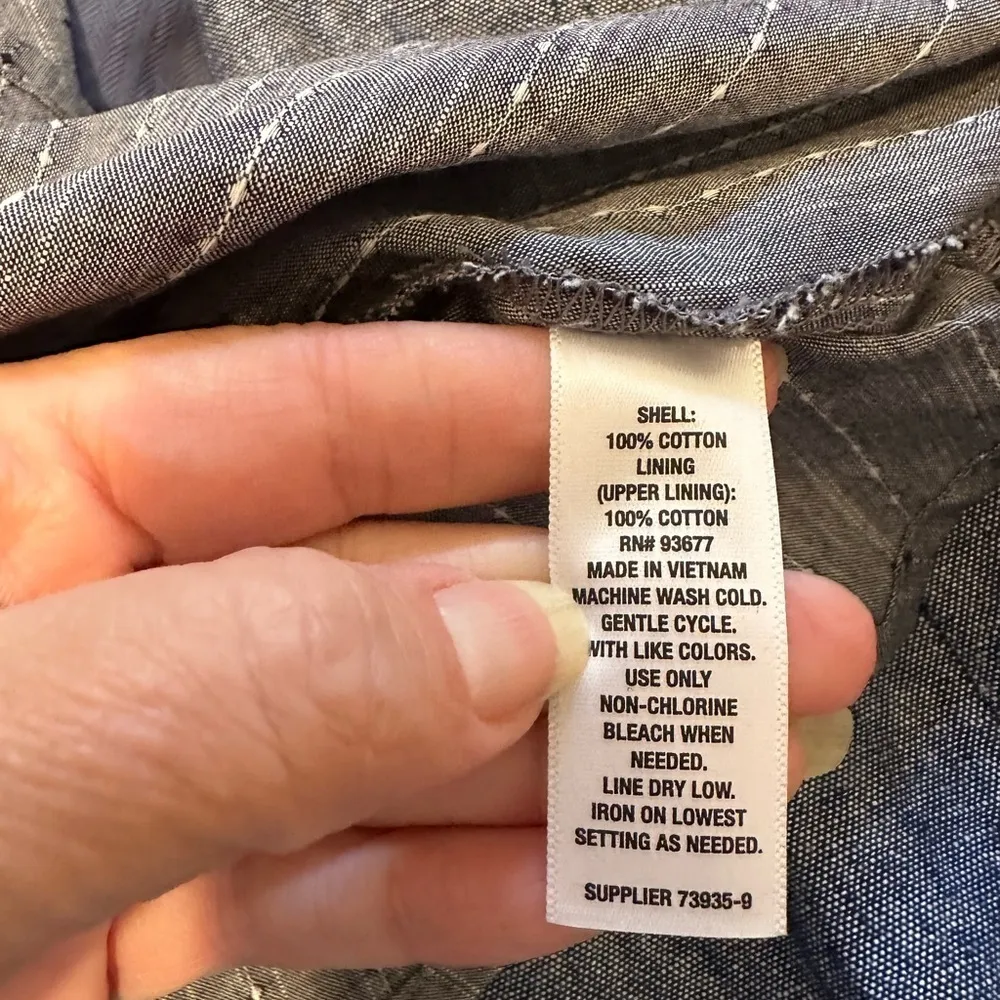 SHELL:
100% COTTON
LINING
(UPPER LINING):
100% COTTON
RN# 93677
MADE IN VIETNAM
MACHINE WASH COLD.
GENTLE CYCLE.
WITH LIKE COLORS.
USE ONLY
NON-CHLORINE
BLEACH WHEN
NEEDED.
LINE DRY LOW.
IRON ON LOWEST
SETTING AS NEEDED.
SUPPLIER 73935-9